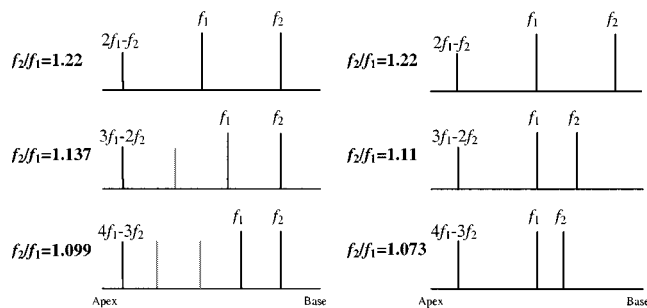 f₁ f₂
2f₁-f₂
f₂/f₁=1.22
f₁ f₂
3f₁-2f₂
f₂/f₁=1.137
f₁ f₂
4f₁-3f₂
f₂/f₁=1.099
Apex Base
f₁ f₂
2f₁-f₂
f₂/f₁=1.22
f₁ f₂
3f₁-2f₂
f₂/f₁=1.11
f₁ f₂
4f₁-3f₂
f₂/f₁=1.073
Apex Base